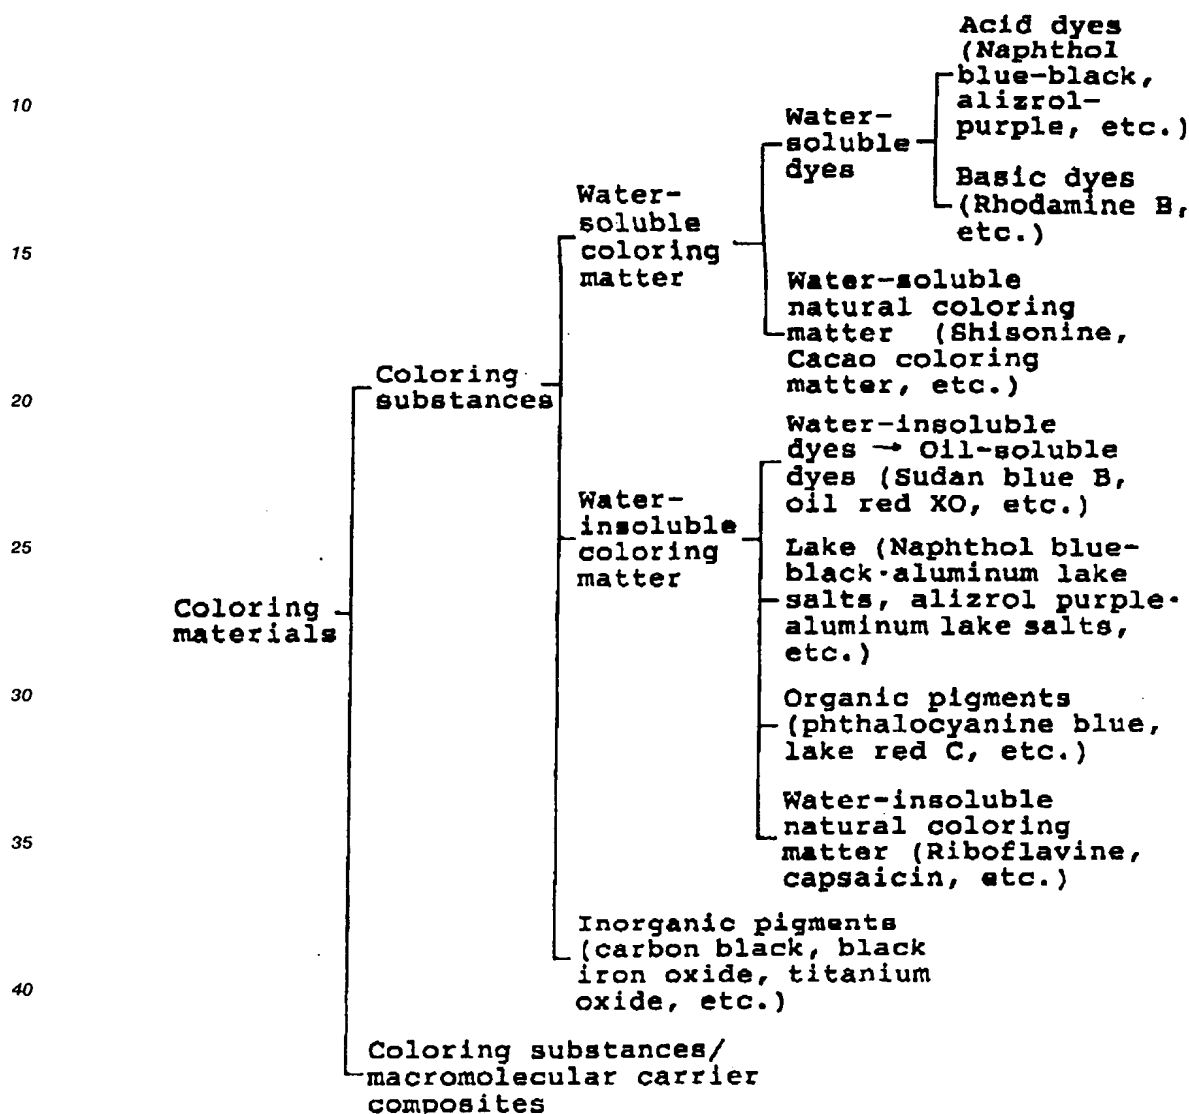 Acid dyes
(Naphthol
blue-black,
alizrol-
purple, etc.)
10
Water-
soluble
dyes
Basic dyes
(Rhodamine B,
etc.)
Water-
soluble
coloring
matter
15
Water-soluble
natural coloring
matter (Shisonine,
Cacao coloring
matter, etc.)
Coloring
substances
20
Water-insoluble
dyes → Oil-soluble
dyes (Sudan blue B,
oil red XO, etc.)
Water-
insoluble
coloring
matter
25
Lake (Naphthol blue-
black·aluminum lake
salts, alizrol purple·
aluminum lake salts,
etc.)
Coloring
materials
30
Organic pigments
(phthalocyanine blue,
lake red C, etc.)
Water-insoluble
natural coloring
matter (Riboflavine,
capsaicin, etc.)
35
Inorganic pigments
(carbon black, black
iron oxide, titanium
oxide, etc.)
40
Coloring substances/
macromolecular carrier
composites